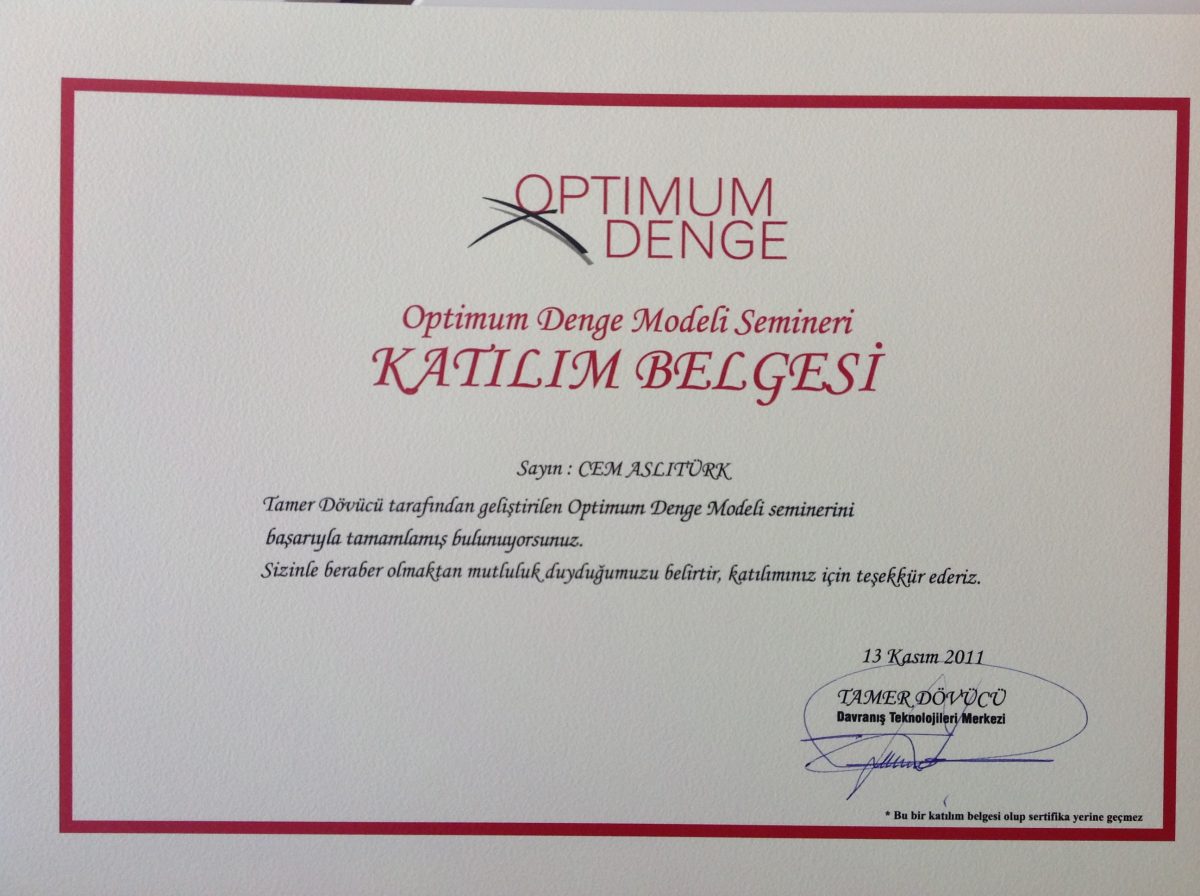 OPTIMUM
DENGE
Optimum Denge Modeli Semineri
KATILIM BELGESİ
Sayın : CEM ASLITÜRK
Tamer Dövücü tarafından geliştirilen Optimum Denge Modeli seminerini
başarıyla tamamlamış bulunuyorsunuz.
Sizinle beraber olmaktan mutluluk duyduğumuzu belirtir, katılımınız için teşekkür ederiz.
13 Kasım 2011
TAMER DÖVÜCÜ
Davranış Teknolojileri Merkezi
* Bu bir katılım belgesi olup sertifika yerine geçmez